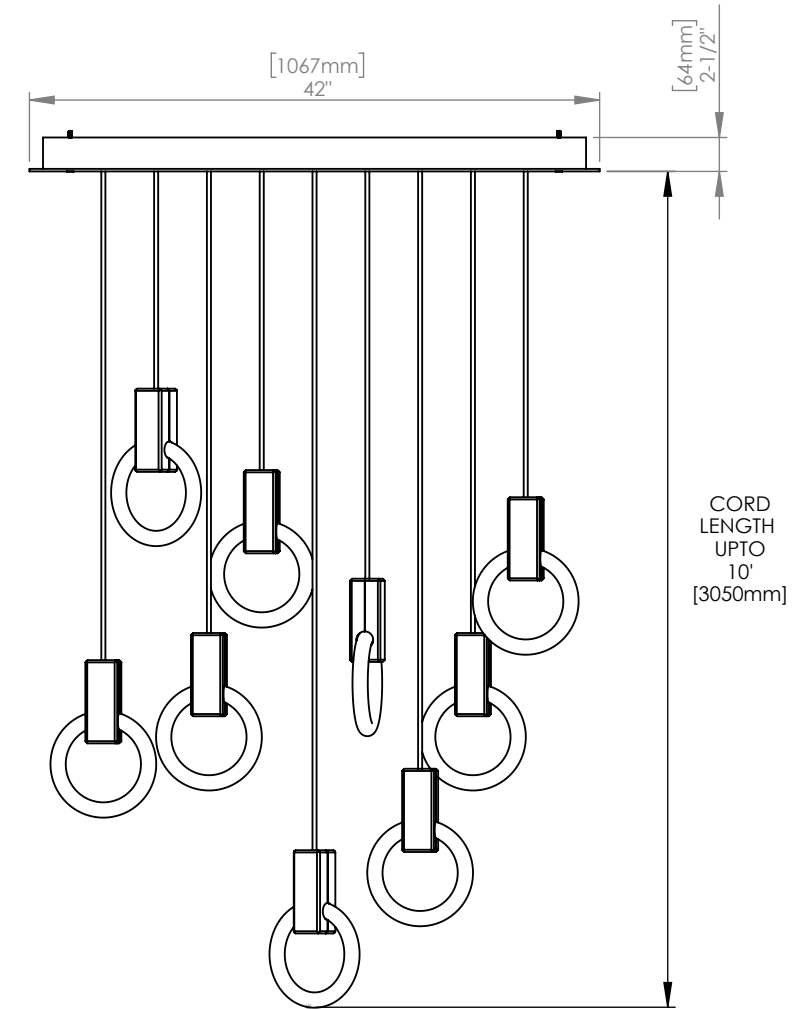 [1067mm]
42"
[64mm]
2-1/2"
CORD
LENGTH
UPTO
10'
[3050mm]